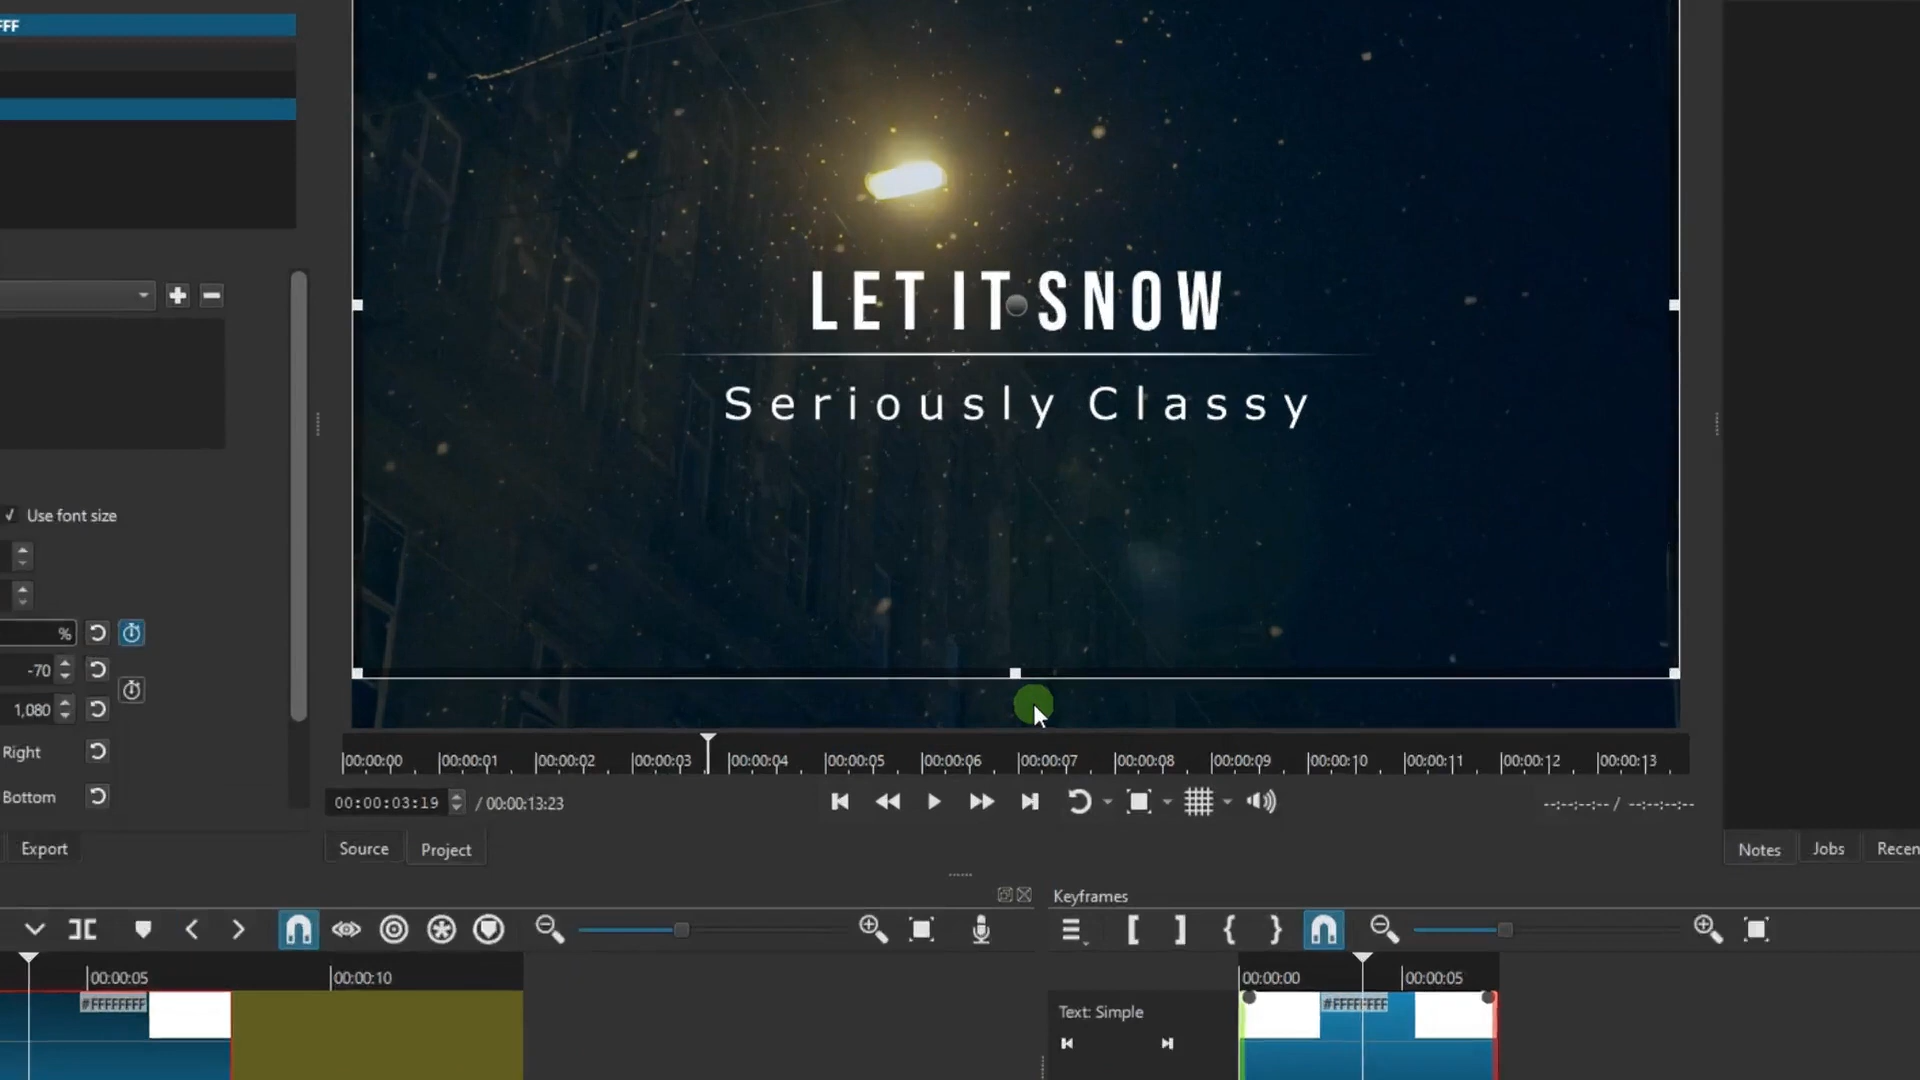 FFF
LET IT SNOW
Seriously Classy
Use font size
%
-70
1,080
Right
Bottom
00:00:00 00:00:01 00:00:02 00:00:03 00:00:04 00:00:05 00:00:06 00:00:07 00:00:08 00:00:09 00:00:10 00:00:11 00:00:12 00:00:13
00:00:03:19 / 00:00:13:23
--:--:--:-- / --:--:--:--
Export
Source Project
Notes Jobs Recen
Keyframes
00:00:05 00:00:10
00:00:00 00:00:05
#FFFFFFFF
#FFFFFFFF
Text: Simple